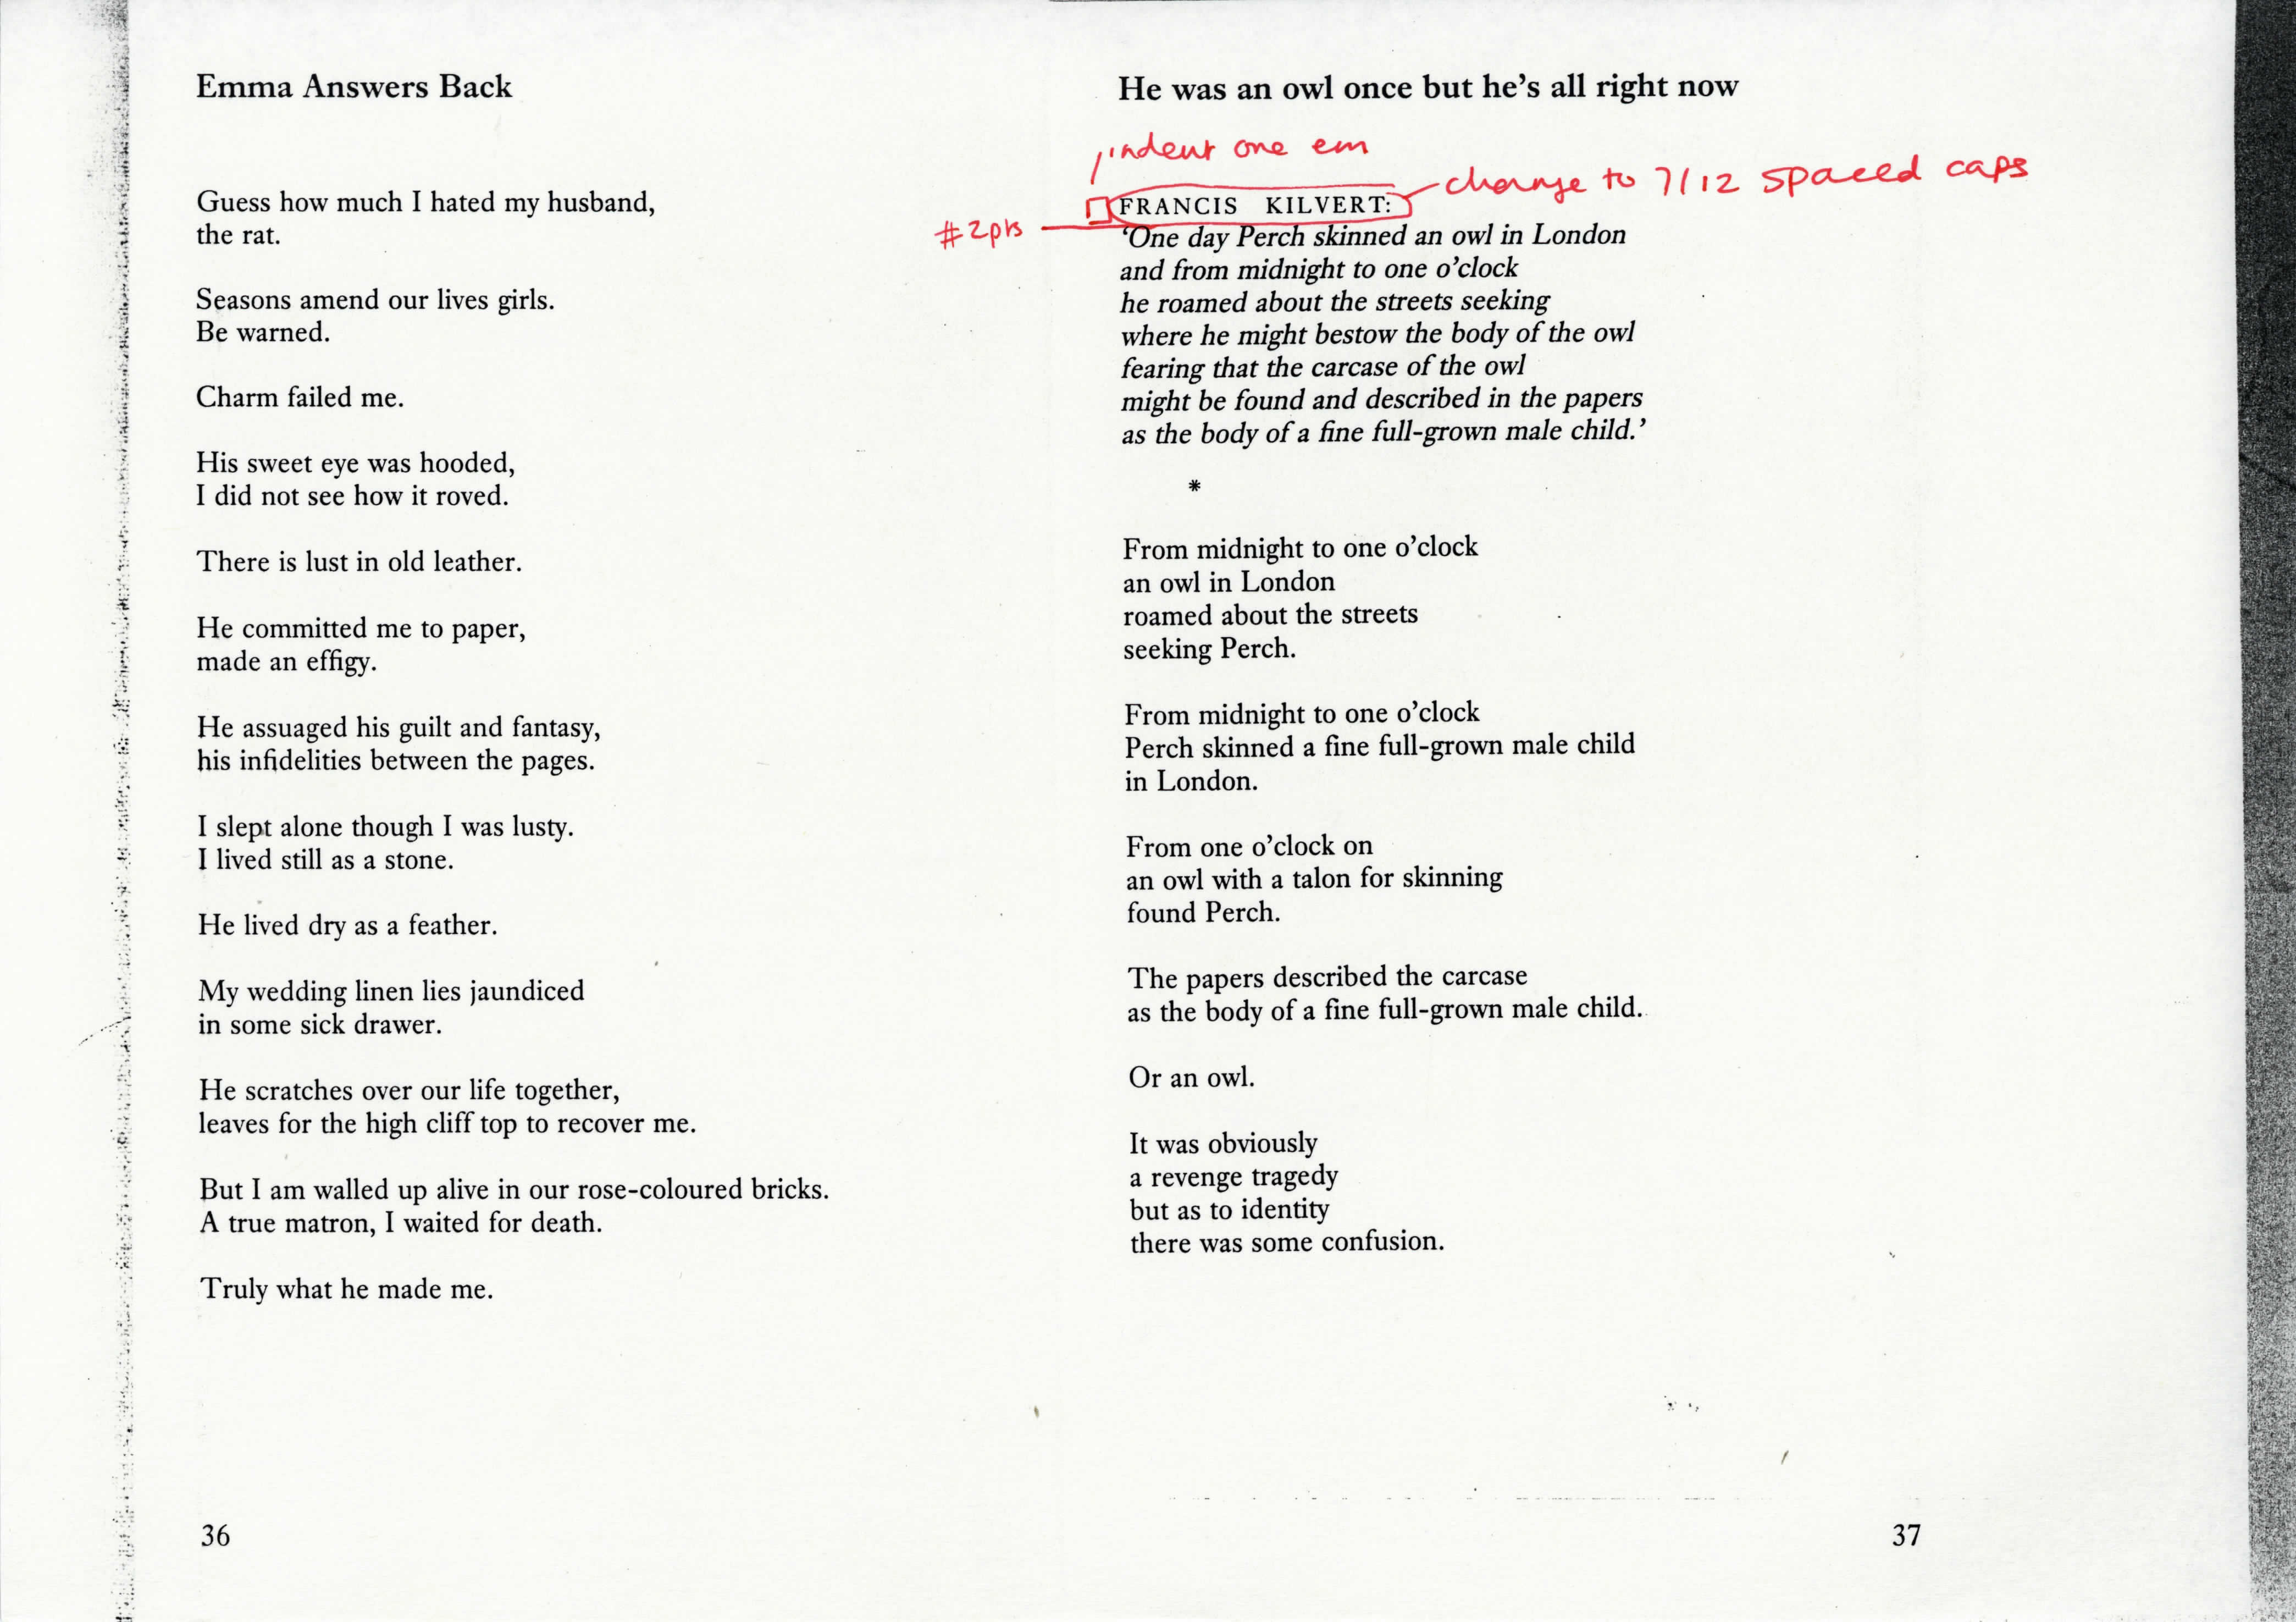 Emma Answers Back
Guess how much I hated my husband,
the rat.
Seasons amend our lives girls.
Be warned.
Charm failed me.
His sweet eye was hooded,
I did not see how it roved.
There is lust in old leather.
He committed me to paper,
made an effigy.
He assuaged his guilt and fantasy,
his infidelities between the pages.
I slept alone though I was lusty.
I lived still as a stone.
He lived dry as a feather.
My wedding linen lies jaundiced
in some sick drawer.
He scratches over our life together,
leaves for the high cliff top to recover me.
But I am walled up alive in our rose-coloured bricks.
A true matron, I waited for death.
Truly what he made me.
36
He was an owl once but he's all right now
indent one em
change to 7/12 spaced caps
FRANCIS KILVERT:
# 2pts
‘One day Perch skinned an owl in London
and from midnight to one o’clock
he roamed about the streets seeking
where he might bestow the body of the owl
fearing that the carcase of the owl
might be found and described in the papers
as the body of a fine full-grown male child.’
*
From midnight to one o’clock
an owl in London
roamed about the streets
seeking Perch.
From midnight to one o’clock
Perch skinned a fine full-grown male child
in London.
From one o’clock on
an owl with a talon for skinning
found Perch.
The papers described the carcase
as the body of a fine full-grown male child.
Or an owl.
It was obviously
a revenge tragedy
but as to identity
there was some confusion.
37